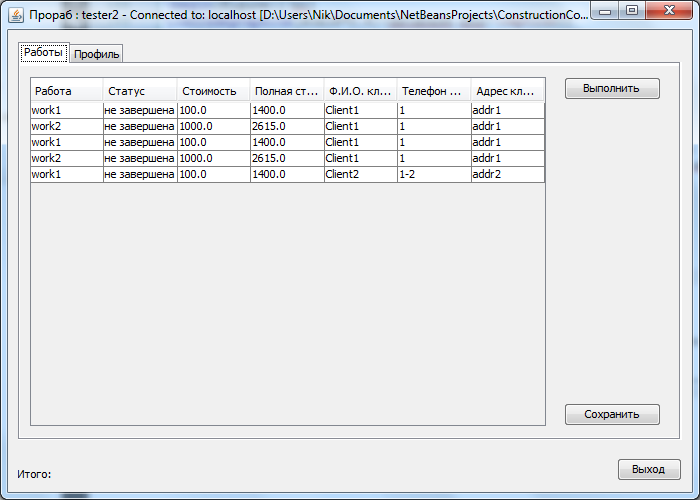 Прораб : tester2 - Connected to: localhost [D:\Users\Nik\Documents\NetBeansProjects\ConstructionCo...
Работы Профиль
Работа Статус Стоимость Полная ст... Ф.И.О. кл... Телефон ... Адрес кл... Выполнить
work1 не завершена 100.0 1400.0 Client1 1 addr1
work2 не завершена 1000.0 2615.0 Client1 1 addr1
work1 не завершена 100.0 1400.0 Client1 1 addr1
work2 не завершена 1000.0 2615.0 Client1 1 addr1
work1 не завершена 100.0 1400.0 Client2 1-2 addr2
Сохранить
Итого: Выход